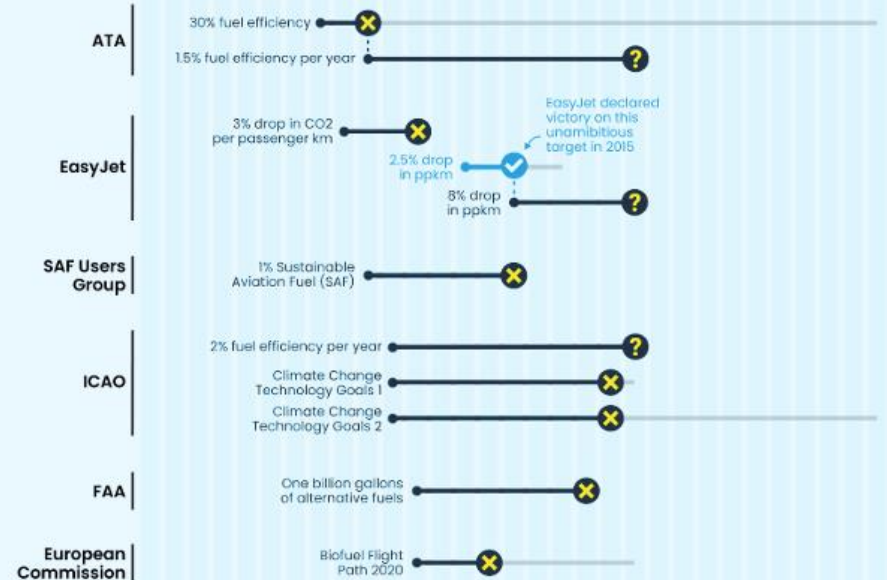 30% fuel efficiency
ATA
1.5% fuel efficiency per year
?
EasyJet declared
victory on this
unambitious
target in 2015
3% drop in CO2
per passenger km
EasyJet
2.5% drop
in ppkm
8% drop
in ppkm
?
SAF Users
Group
1% Sustainable
Aviation Fuel (SAF)
2% fuel efficiency per year
?
ICAO
Climate Change
Technology Goals 1
Climate Change
Technology Goals 2
FAA
One billion gallons
of alternative fuels
European
Commission
Biofuel Flight
Path 2020